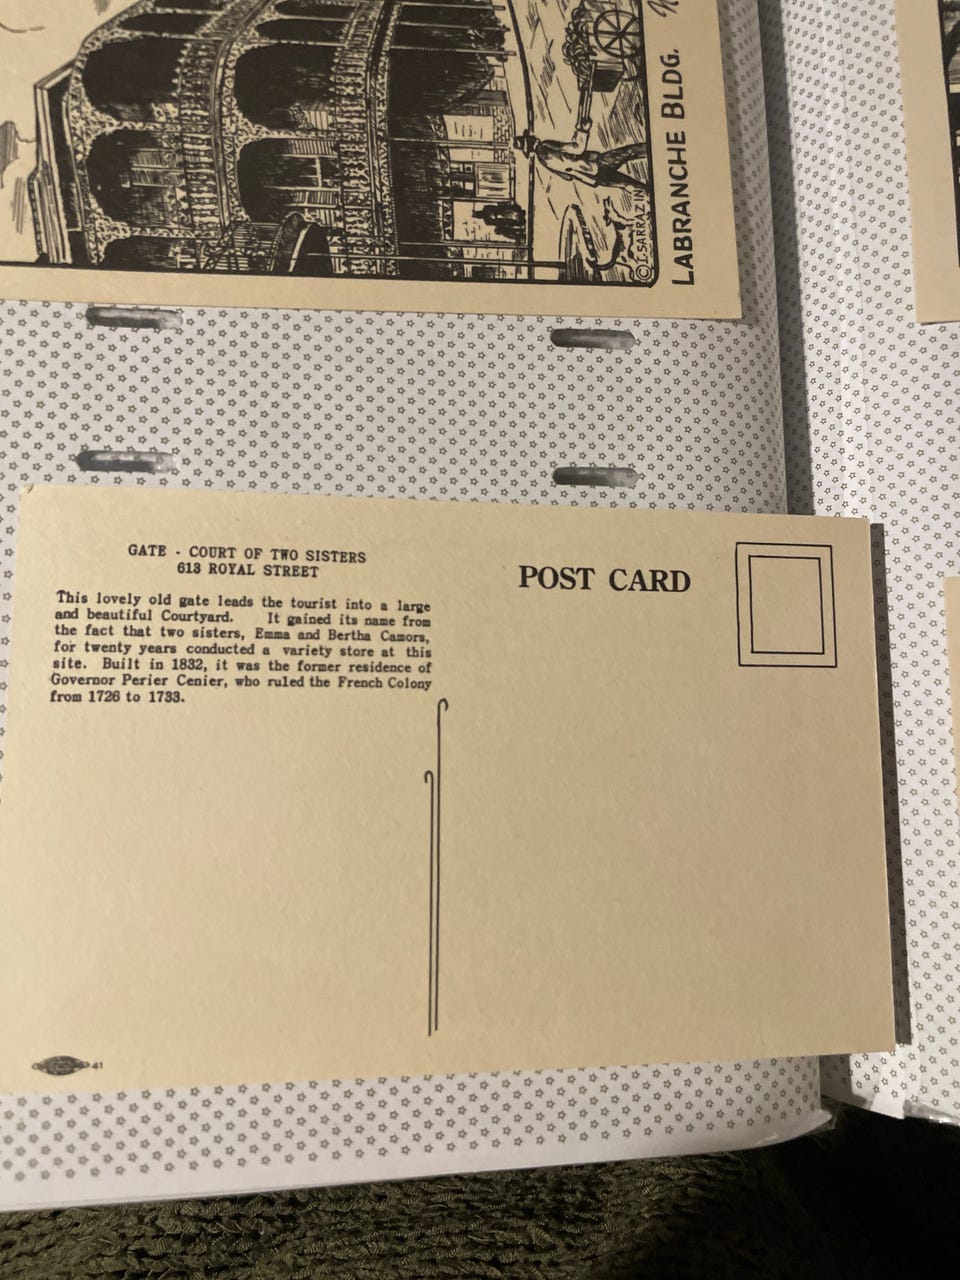 LABRANCHE BLDG.
© L. SARRAZIN
GATE - COURT OF TWO SISTERS
613 ROYAL STREET
This lovely old gate leads the tourist into a large
and beautiful Courtyard. It gained its name from
the fact that two sisters, Emma and Bertha Camors,
for twenty years conducted a variety store at this
site. Built in 1832, it was the former residence of
Governor Perier Cenier, who ruled the French Colony
from 1726 to 1733.
POST CARD
41